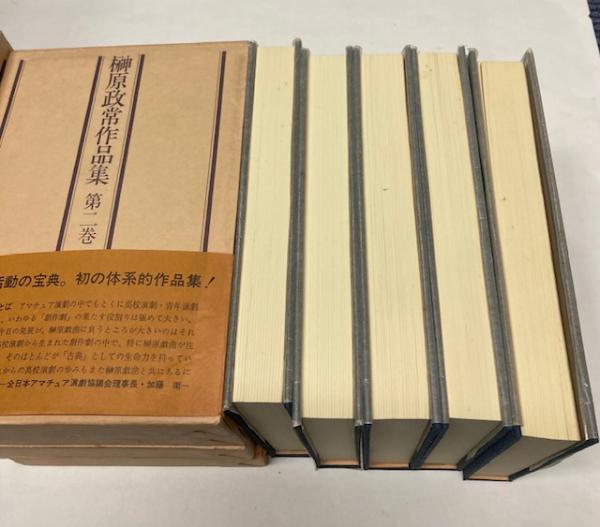 榊原政常作品集 第二巻
活動の宝典。初の体系的作品集!
とば アマチュア演劇の中でもとくに高校演劇・青年演劇
、いわゆる「創作劇」の果たす役割りは極めて大きい。
今日の発展が、榊原戯曲に負うところが大きいのはそれ
高校演劇から生まれた創作劇の中で、特に榊原戯曲が生
、そのほとんどが「古典」としての生命力を持ってい
れからの高校演劇の歩みもまた榊原戯曲と共にあるに
—全日本アマチュア演劇協議会理事長・加藤 衛—